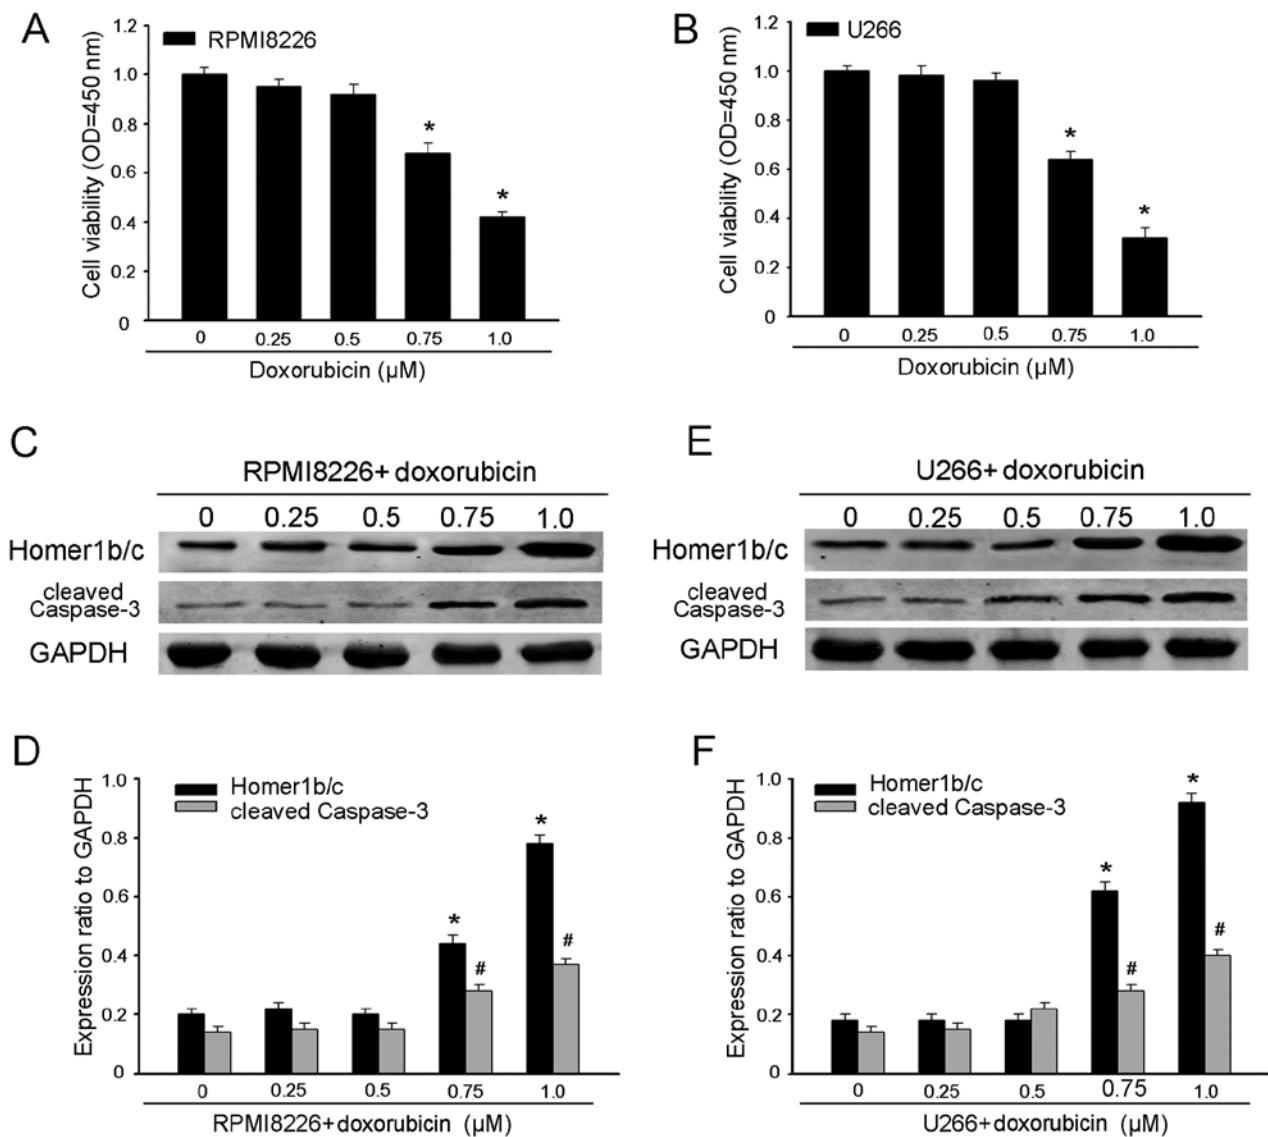 A
RPMI8226
Cell viability (OD=450 nm)
1.2
1.0
0.8
0.6
0.4
0.2
0
*
*
0 0.25 0.5 0.75 1.0
Doxorubicin (µM)
B
U266
Cell viability (OD=450 nm)
1.2
1.0
0.8
0.6
0.4
0.2
0
*
*
0 0.25 0.5 0.75 1.0
Doxorubicin (µM)
C
RPMI8226+ doxorubicin
0 0.25 0.5 0.75 1.0
Homer1b/c
cleaved
Caspase-3
GAPDH
E
U266+ doxorubicin
0 0.25 0.5 0.75 1.0
Homer1b/c
cleaved
Caspase-3
GAPDH
D
Homer1b/c
cleaved Caspase-3
Expression ratio to GAPDH
1.0
0.8
0.6
0.4
0.2
0
*
#
*
#
0 0.25 0.5 0.75 1.0
RPMI8226+doxorubicin (µM)
F
Homer1b/c
cleaved Caspase-3
Expression ratio to GAPDH
1.0
0.8
0.6
0.4
0.2
0
*
#
*
#
0 0.25 0.5 0.75 1.0
U266+doxorubicin (µM)